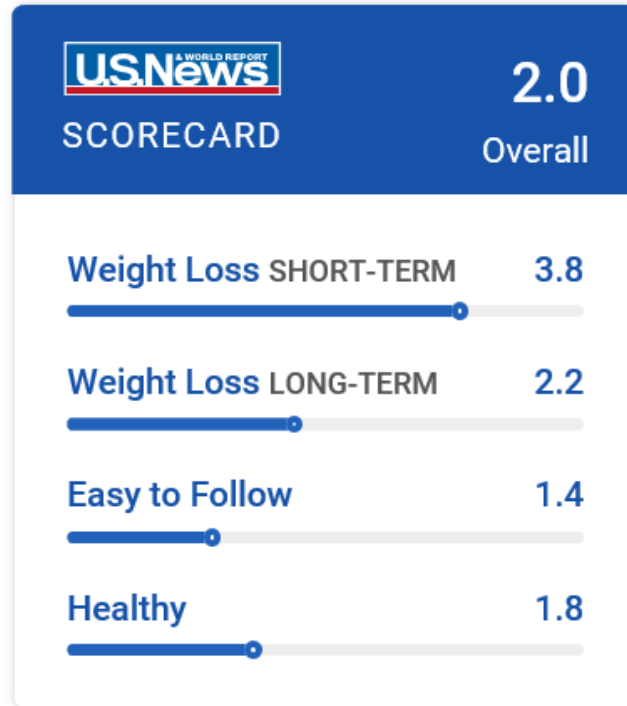 U.S.News
& WORLD REPORT
SCORECARD
2.0
Overall
Weight Loss SHORT-TERM 3.8
Weight Loss LONG-TERM 2.2
Easy to Follow 1.4
Healthy 1.8